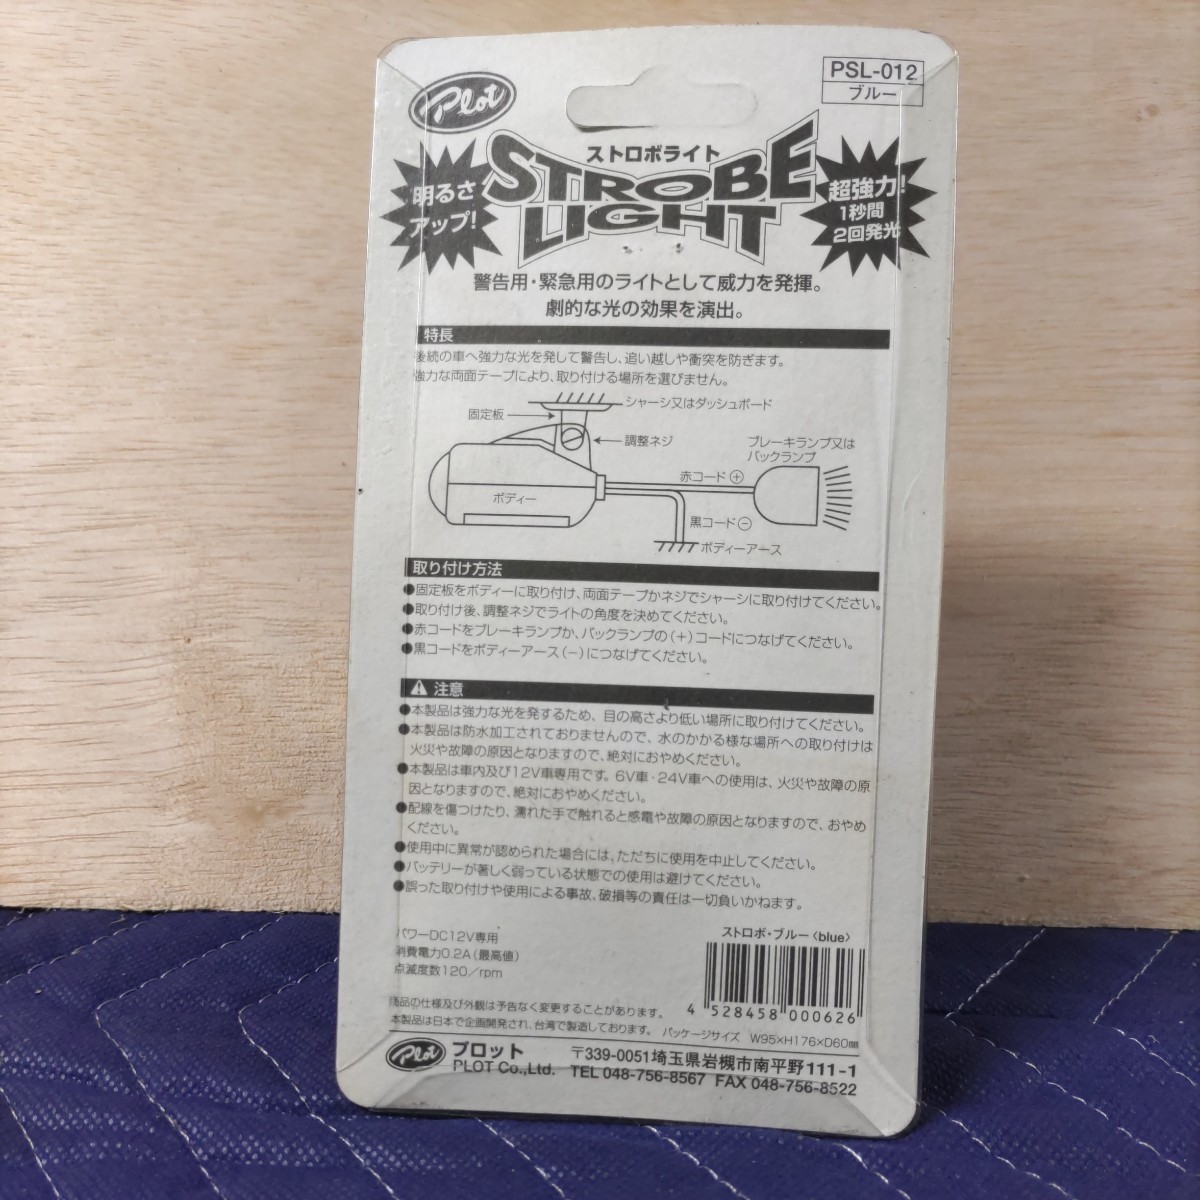 Plot
PSL-012
ブルー
ストロボライト
STROBE
LIGHT
明るさ
アップ!
超強力!
1秒間
2回発光
警告用・緊急用のライトとして威力を発揮。
劇的な光の効果を演出。
特長
後続の車へ強力な光を発して警告し、追い越しや衝突を防ぎます。
強力な両面テープにより、取り付ける場所を選びません。
シャーシ又はダッシュボード
固定板
調整ネジ
ブレーキランプ又は
バックランプ
赤コード⊕
ボディー
黒コード⊖
ボディーアース
取り付け方法
●固定板をボディーに取り付け、両面テープかネジでシャーシに取り付けてください。
●取り付け後、調整ネジでライトの角度を決めてください。
●赤コードをブレーキランプか、バックランプの(+)コードにつなげてください。
●黒コードをボディーアース(−)につなげてください。
⚠ 注意
●本製品は強力な光を発するため、目の高さより低い場所に取り付けてください。
●本製品は防水加工されておりませんので、水のかかる様な場所への取り付けは
火災や故障の原因となりますので、絶対におやめください。
●本製品は車内及び12V車専用です。6V車・24V車への使用は、火災や故障の原
因となりますので、絶対におやめください。
●配線を傷つけたり、濡れた手で触れると感電や故障の原因となりますので、おやめ
ください。
●使用中に異常が認められた場合には、ただちに使用を中止してください。
●バッテリーが著しく弱っている状態での使用は避けてください。
●誤った取り付けや使用による事故、破損等の責任は一切負いかねます。
パワーDC12V専用
消費電力0.2A(最高値)
点滅度数120/rpm
ストロボ・ブルー〈blue〉
4 528458 000626
商品の仕様及び外観は予告なく変更することがあります。
本製品は日本で企画開発され、台湾で製造しております。 パッケージサイズ W95×H176×D60㎜
Plot プロット 〒339-0051埼玉県岩槻市南平野111-1
PLOT Co.,Ltd. TEL 048-756-8567 FAX 048-756-8522